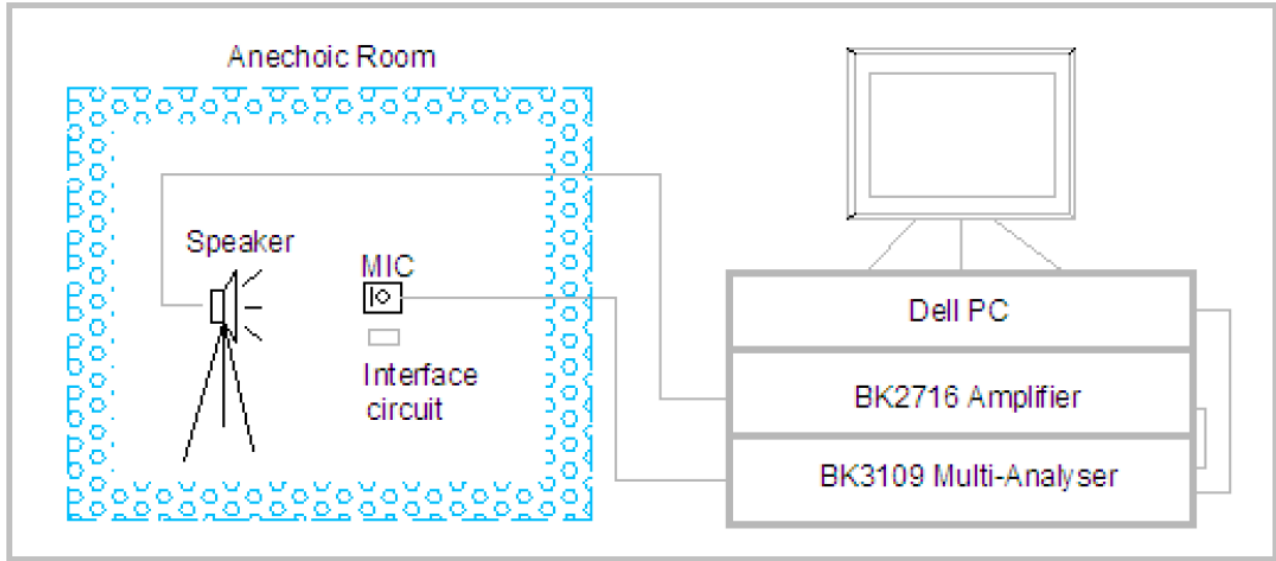 Anechoic Room
Speaker
MIC
Interface
circuit
Dell PC
BK2716 Amplifier
BK3109 Multi-Analyser